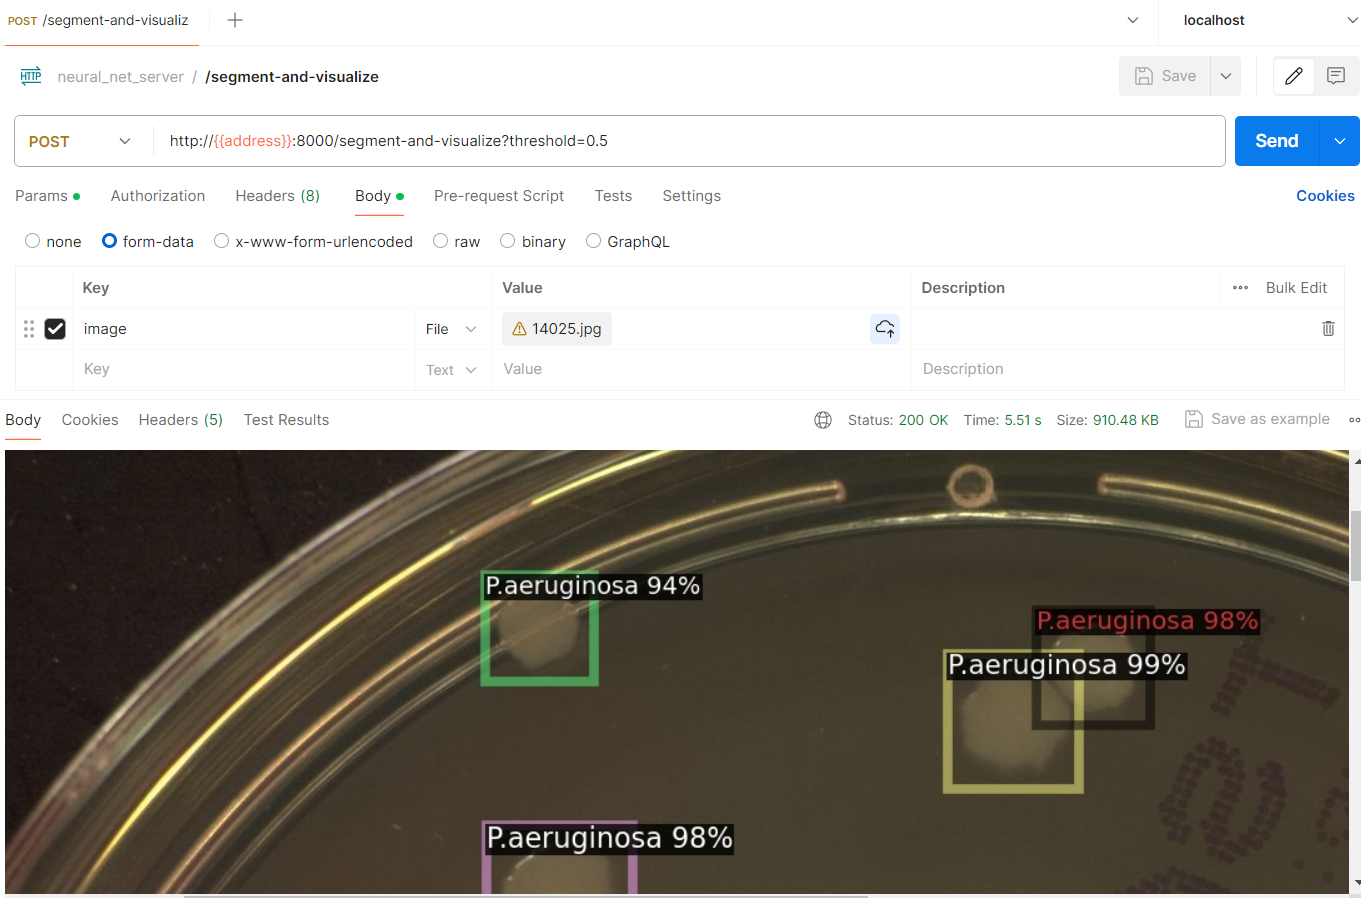 POST /segment-and-visualiz
localhost
HTTP neural_net_server / /segment-and-visualize
Save
POST http://{{address}}:8000/segment-and-visualize?threshold=0.5
Send
Params Authorization Headers (8) Body Pre-request Script Tests Settings Cookies
none form-data x-www-form-urlencoded raw binary GraphQL
Key Value Description Bulk Edit
image File 14025.jpg
Key Text Value Description
Body Cookies Headers (5) Test Results Status: 200 OK Time: 5.51 s Size: 910.48 KB Save as example
P.aeruginosa 94%
P.aeruginosa 98%
P.aeruginosa 99%
P.aeruginosa 98%